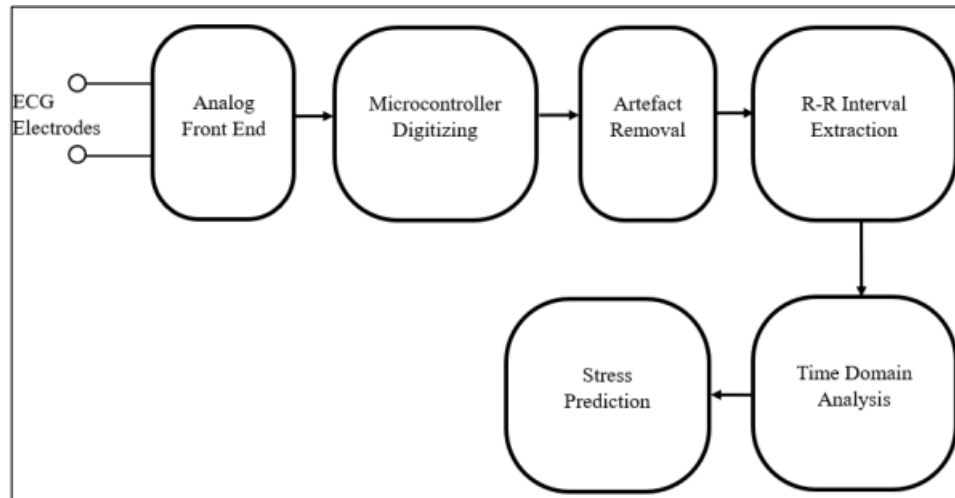 ECG
Electrodes
Analog
Front End
Microcontroller
Digitizing
Artefact
Removal
R-R Interval
Extraction
Time Domain
Analysis
Stress
Prediction